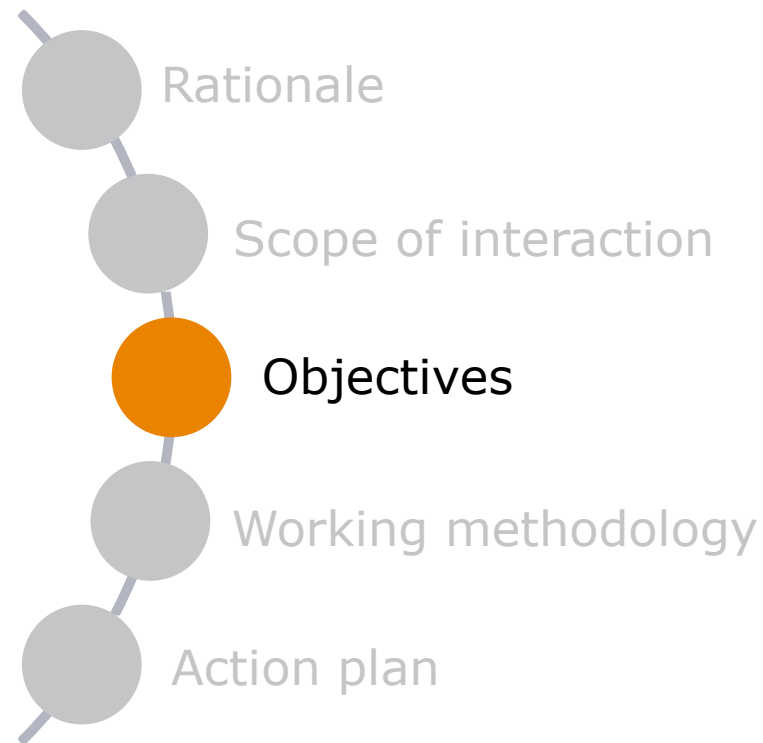 Rationale
Scope of interaction
Objectives
Working methodology
Action plan